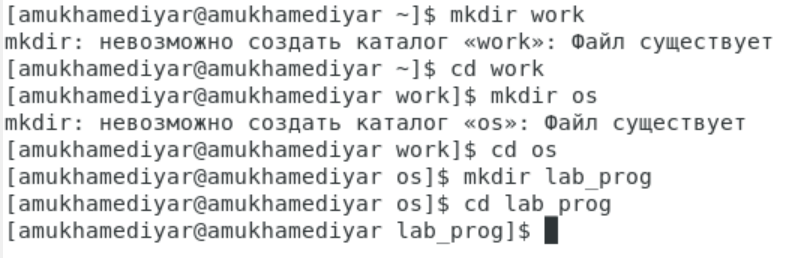 [amukhamediyar@amukhamediyar ~]$ mkdir work
mkdir: невозможно создать каталог «work»: Файл существует
[amukhamediyar@amukhamediyar ~]$ cd work
[amukhamediyar@amukhamediyar work]$ mkdir os
mkdir: невозможно создать каталог «os»: Файл существует
[amukhamediyar@amukhamediyar work]$ cd os
[amukhamediyar@amukhamediyar os]$ mkdir lab_prog
[amukhamediyar@amukhamediyar os]$ cd lab_prog
[amukhamediyar@amukhamediyar lab_prog]$